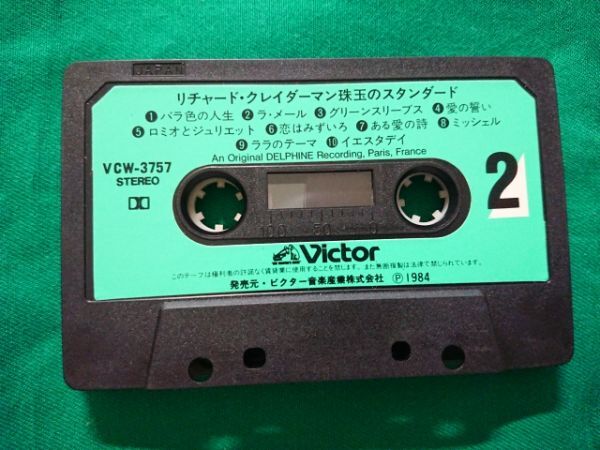 JAPAN
リチャード・クレイダーマン珠玉のスタンダード
❶バラ色の人生 ❷ラ・メール ❸グリーンスリーブス ❹愛の誓い
❺ロミオとジュリエット ❻恋はみずいろ ❼ある愛の詩 ❽ミッシェル
❾ララのテーマ ❿イエスタデイ
An Original DELPHINE Recording, Paris, France
VCW-3757
STEREO
2
100 50 0
Victor
このテープは権利者の許諾なく賃貸業に使用することを禁じます。また無断複製は法律で禁じられています。
発売元・ビクター音楽産業株式会社 Ⓟ1984